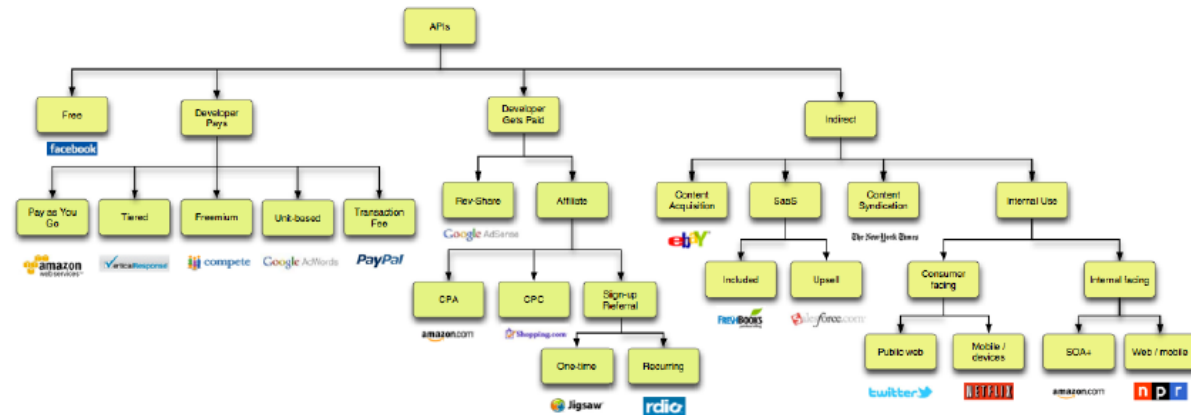 APIs
Free
Developer
Pays
Developer
Gets Paid
Indirect
facebook
Pay as You
Go
Tiered
Freemium
Unit-based
Transaction
Fee
Rev-Share
Affiliate
Content
Acquisition
SaaS
Content
Syndication
Internal Use
amazon
webservices™
VerticalResponse
compete
Google AdWords
PayPal
Google AdSense
ebay
The New York Times
CPA
CPC
Sign-up
Referral
Included
Upsell
Consumer
facing
Internal facing
amazon.com
Shopping.com
FRESHBOOKS
salesforce.com
One-time
Recurring
Public web
Mobile /
devices
SOA+
Web / mobile
Jigsaw
rdio
twitter
NETFLIX
amazon.com
npr